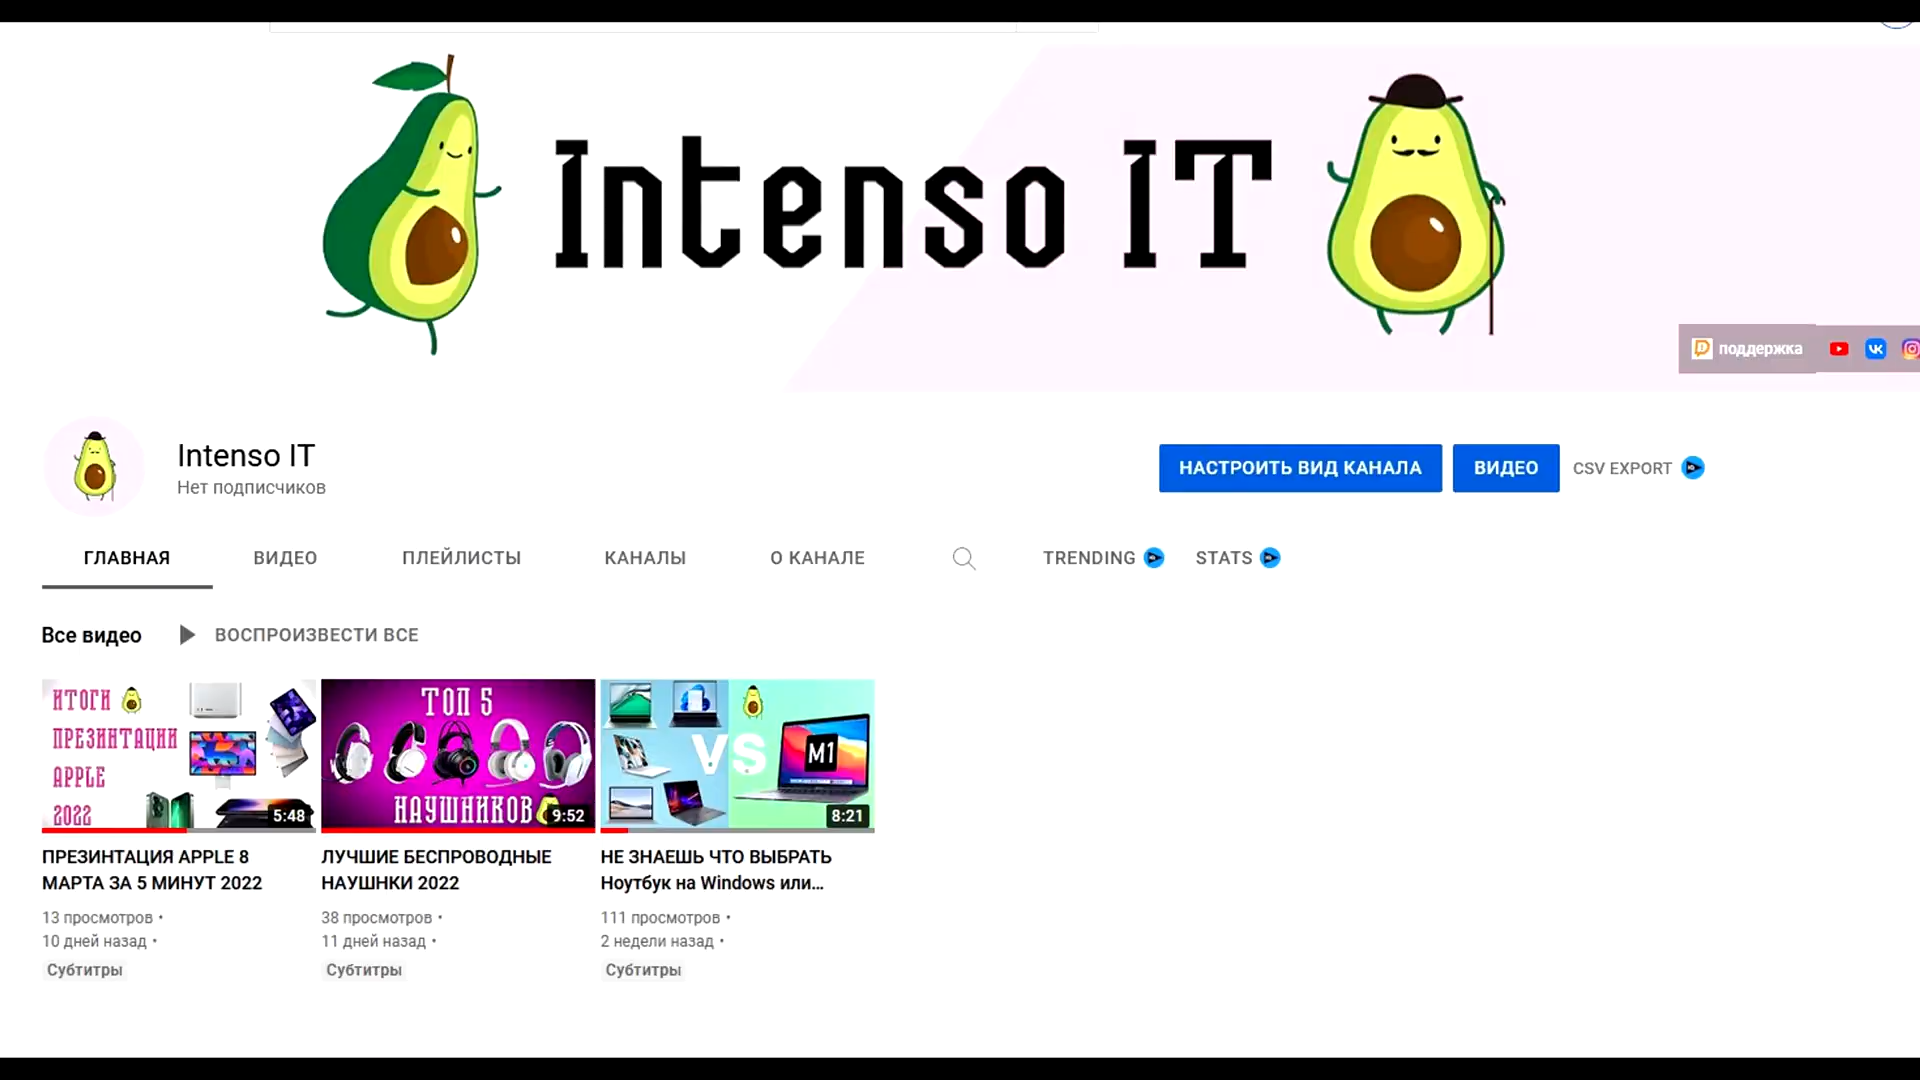 Intenso IT
поддержка
Intenso IT
Нет подписчиков
НАСТРОИТЬ ВИД КАНАЛА
ВИДЕО
CSV EXPORT
ГЛАВНАЯ
ВИДЕО
ПЛЕЙЛИСТЫ
КАНАЛЫ
О КАНАЛЕ
TRENDING
STATS
Все видео
ВОСПРОИЗВЕСТИ ВСЕ
ИТОГИ
ПРЕЗИНТАЦИИ
APPLE
2022
5:48
ТОП 5
НАУШНИКОВ
9:52
VS
M1
8:21
ПРЕЗИНТАЦИЯ APPLE 8
МАРТА ЗА 5 МИНУТ 2022
13 просмотров •
10 дней назад •
Субтитры
ЛУЧШИЕ БЕСПРОВОДНЫЕ
НАУШНКИ 2022
38 просмотров •
11 дней назад •
Субтитры
НЕ ЗНАЕШЬ ЧТО ВЫБРАТЬ
Ноутбук на Windows или...
111 просмотров •
2 недели назад •
Субтитры